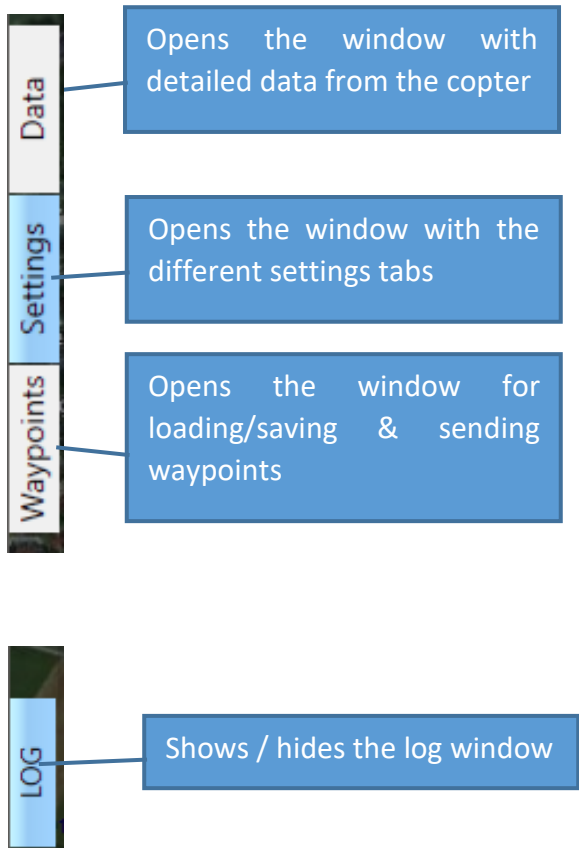 Data
Opens the window with
detailed data from the copter
Settings
Opens the window with the
different settings tabs
Waypoints
Opens the window for
loading/saving & sending
waypoints
LOG
Shows / hides the log window